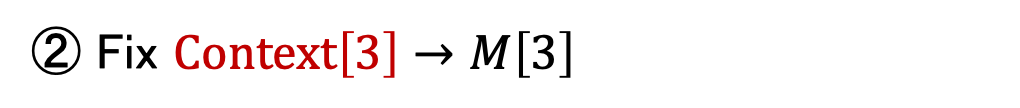 ② Fix Context[3] → M[3]